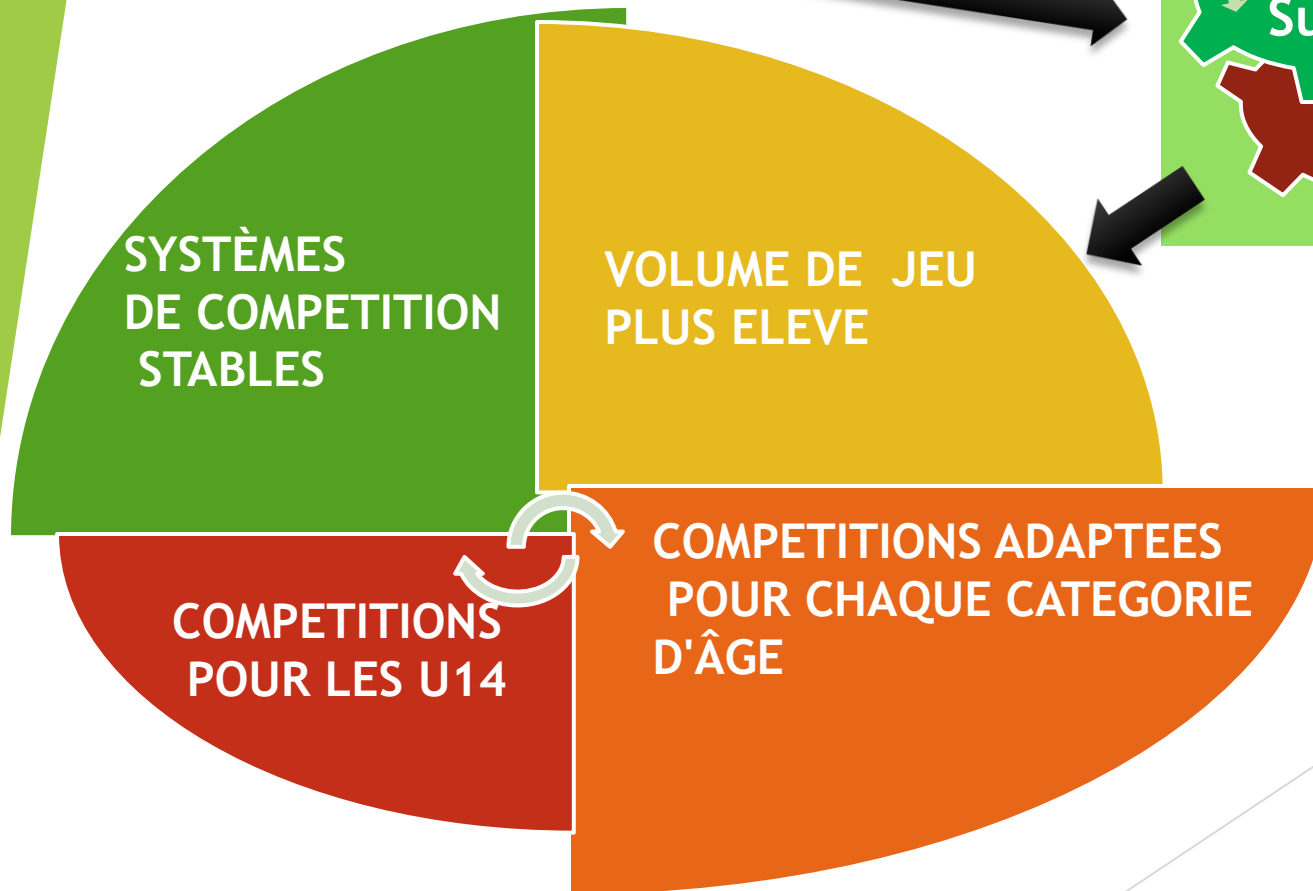 SYSTÈMES
DE COMPETITION
STABLES
VOLUME DE JEU
PLUS ELEVE
COMPETITIONS
POUR LES U14
COMPETITIONS ADAPTEES
POUR CHAQUE CATEGORIE
D'ÂGE